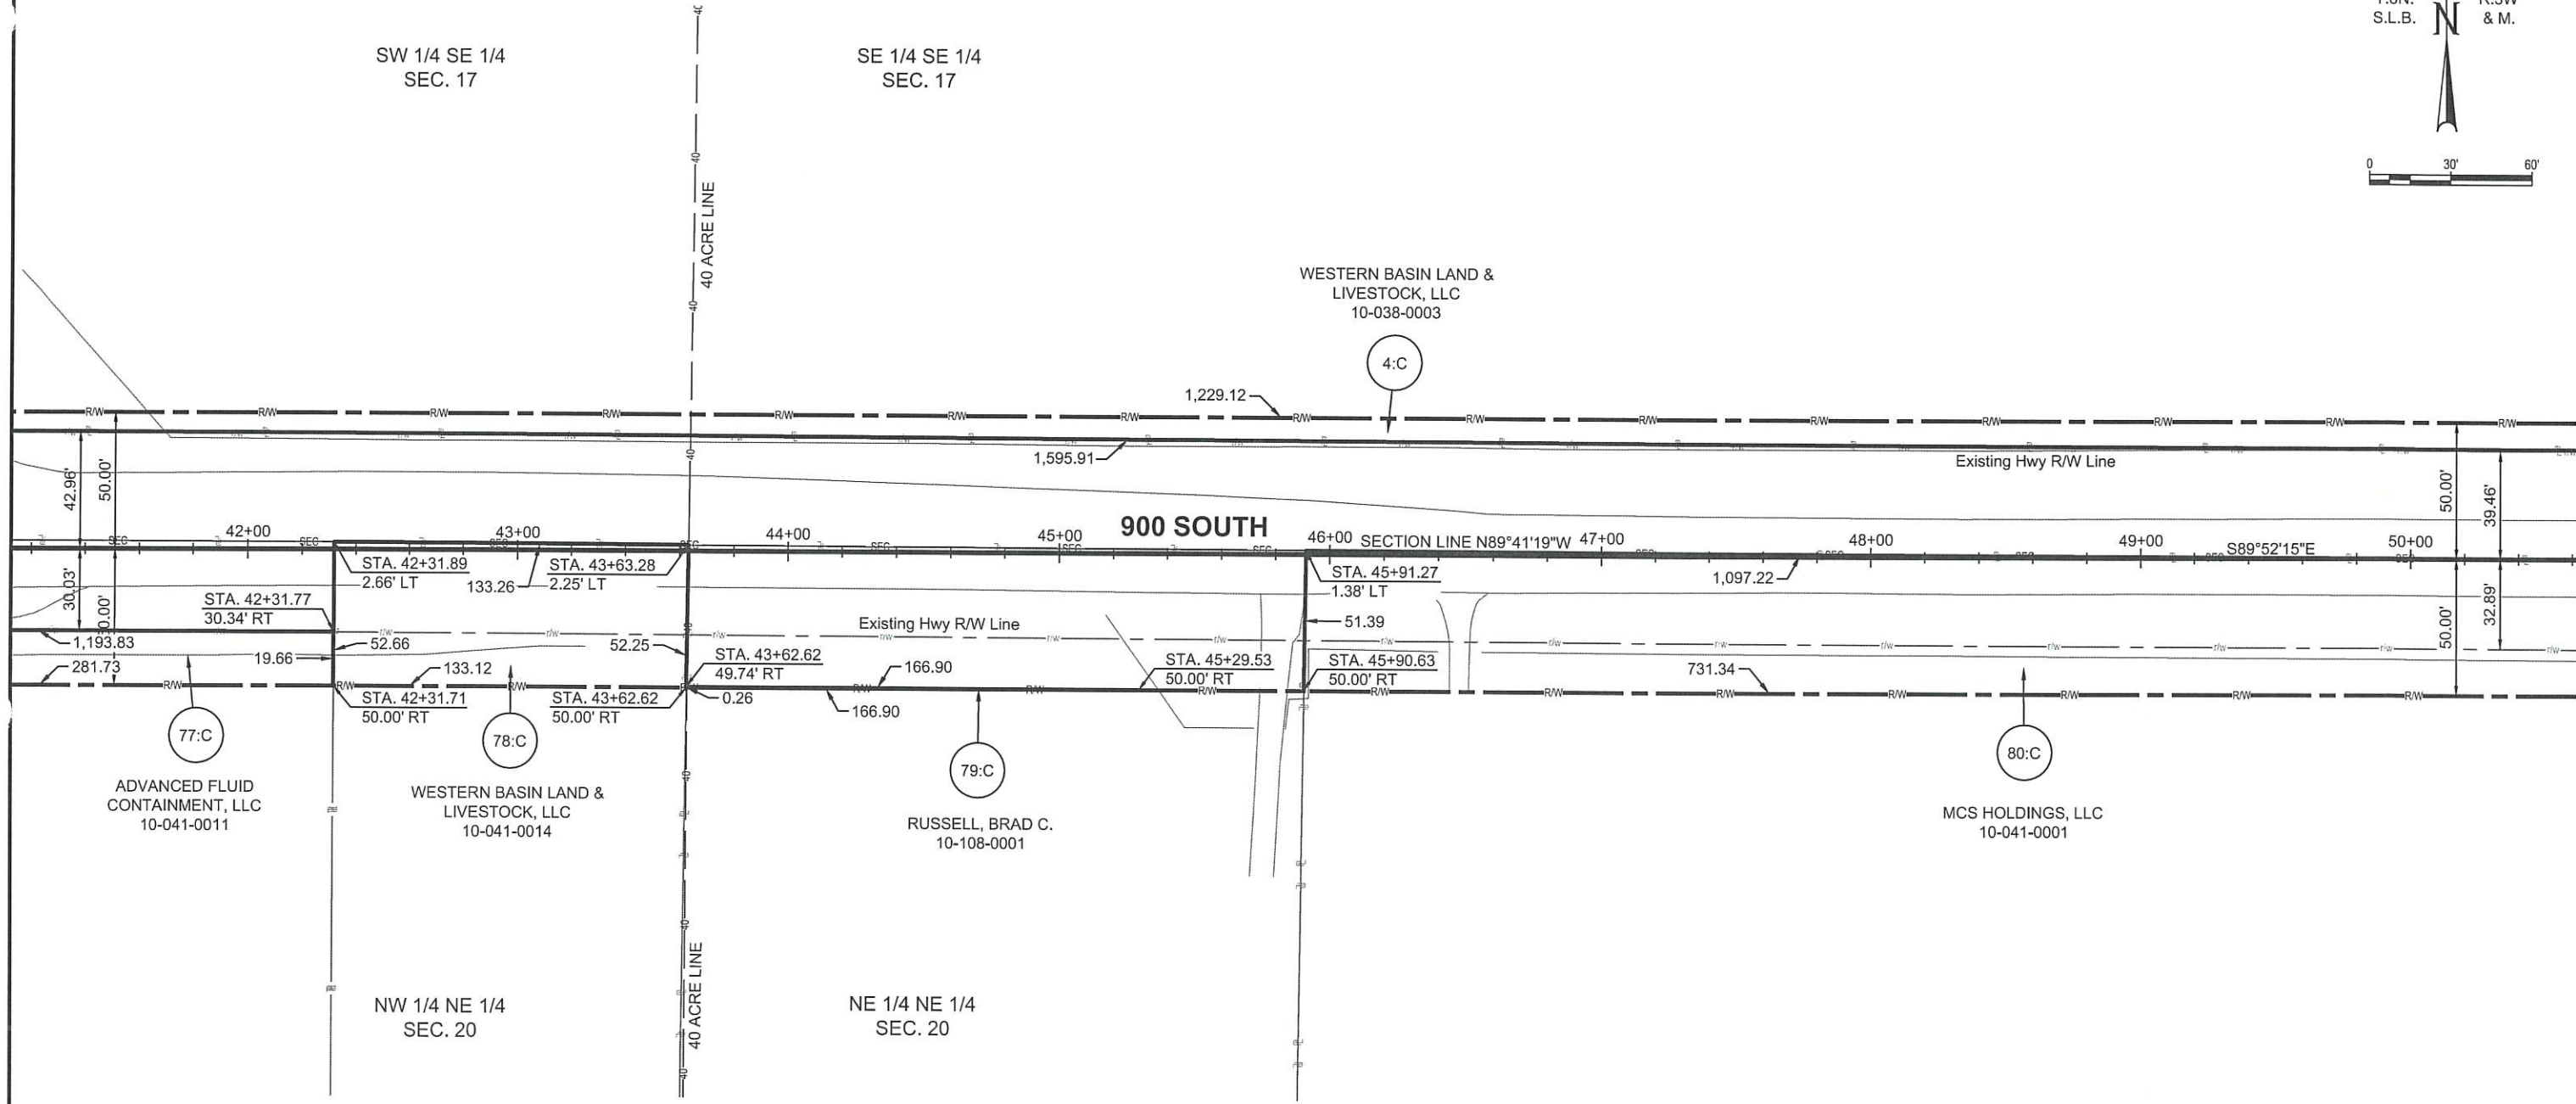 SW 1/4 SE 1/4
SEC. 17
SE 1/4 SE 1/4
SEC. 17
S.L.B.
N
& M.
0 30' 60'
40 ACRE LINE
WESTERN BASIN LAND &
LIVESTOCK, LLC
10-038-0003
4:C
1,229.12
1,595.91
Existing Hwy R/W Line
42.96'
50.00'
50.00'
39.46'
42+00
43+00
44+00
45+00
900 SOUTH
46+00
SECTION LINE N89°41'19"W
47+00
48+00
49+00
S89°52'15"E
50+00
STA. 42+31.89
2.66' LT
133.26
STA. 43+63.28
2.25' LT
STA. 45+91.27
1.38' LT
1,097.22
30.03'
STA. 42+31.77
30.34' RT
Existing Hwy R/W Line
51.39
50.00'
32.89'
1,193.83
281.73
19.66
52.66
133.12
52.25
STA. 43+62.62
49.74' RT
166.90
STA. 45+29.53
50.00' RT
STA. 45+90.63
50.00' RT
731.34
STA. 42+31.71
50.00' RT
STA. 43+62.62
50.00' RT
0.26
166.90
77:C
ADVANCED FLUID
CONTAINMENT, LLC
10-041-0011
78:C
WESTERN BASIN LAND &
LIVESTOCK, LLC
10-041-0014
79:C
RUSSELL, BRAD C.
10-108-0001
80:C
MCS HOLDINGS, LLC
10-041-0001
NW 1/4 NE 1/4
SEC. 20
40 ACRE LINE
NE 1/4 NE 1/4
SEC. 20